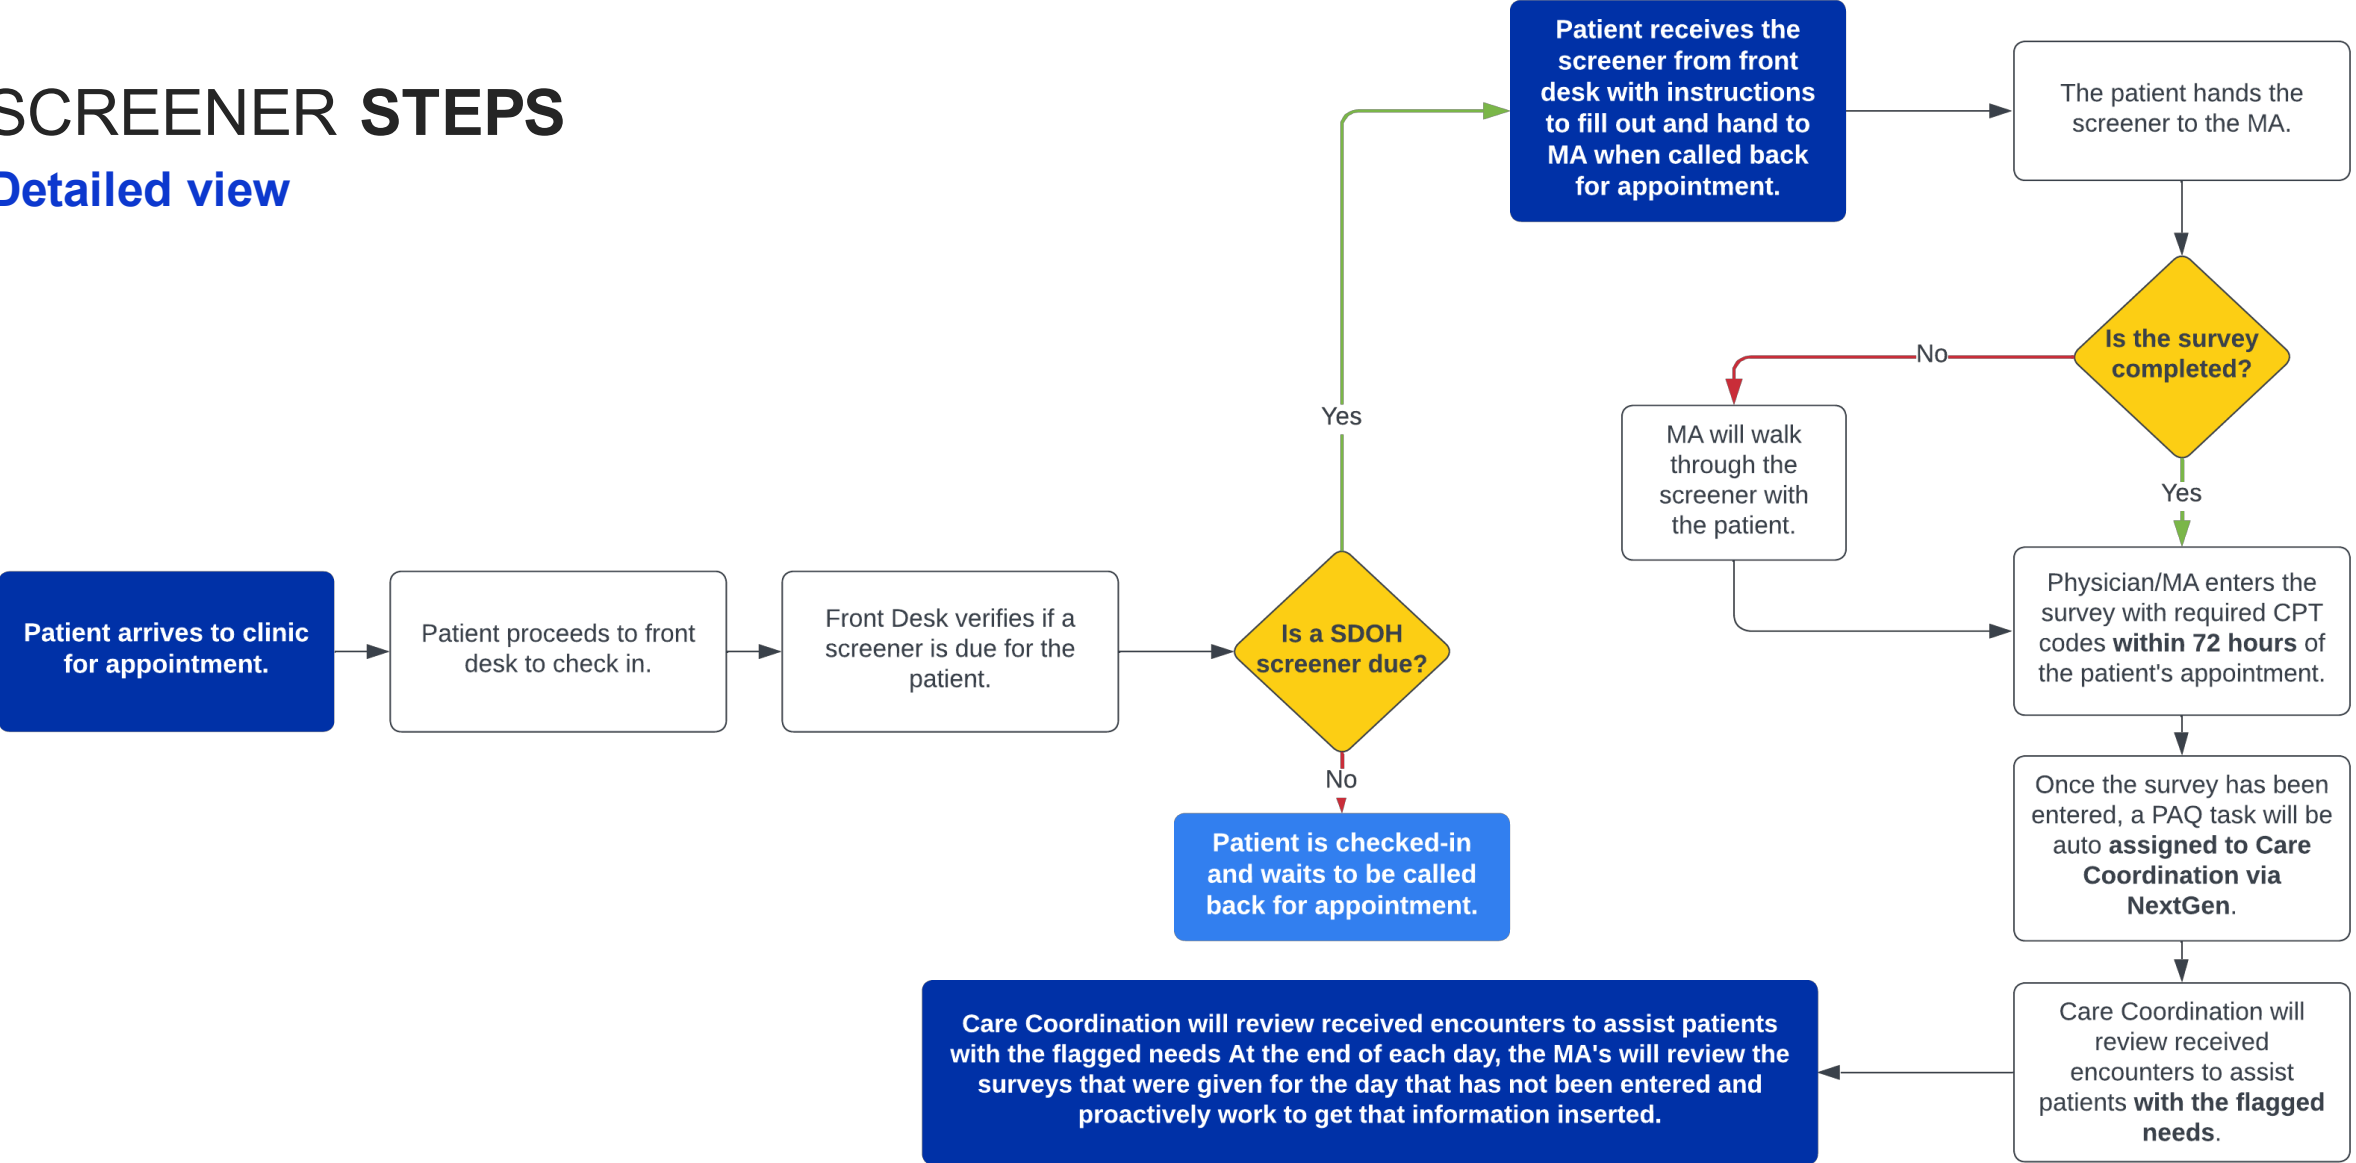 SCREENER STEPS
Detailed view
Patient arrives to clinic
for appointment.
Patient proceeds to front
desk to check in.
Front Desk verifies if a
screener is due for the
patient.
Is a SDOH
screener due?
Yes
No
Patient is checked-in
and waits to be called
back for appointment.
Patient receives the
screener from front
desk with instructions
to fill out and hand to
MA when called back
for appointment.
The patient hands the
screener to the MA.
Is the survey
completed?
No
MA will walk
through the
screener with
the patient.
Yes
Physician/MA enters the
survey with required CPT
codes within 72 hours of
the patient's appointment.
Once the survey has been
entered, a PAQ task will be
auto assigned to Care
Coordination via
NextGen.
Care Coordination will
review received
encounters to assist
patients with the flagged
needs.
Care Coordination will review received encounters to assist patients
with the flagged needs At the end of each day, the MA's will review the
surveys that were given for the day that has not been entered and
proactively work to get that information inserted.